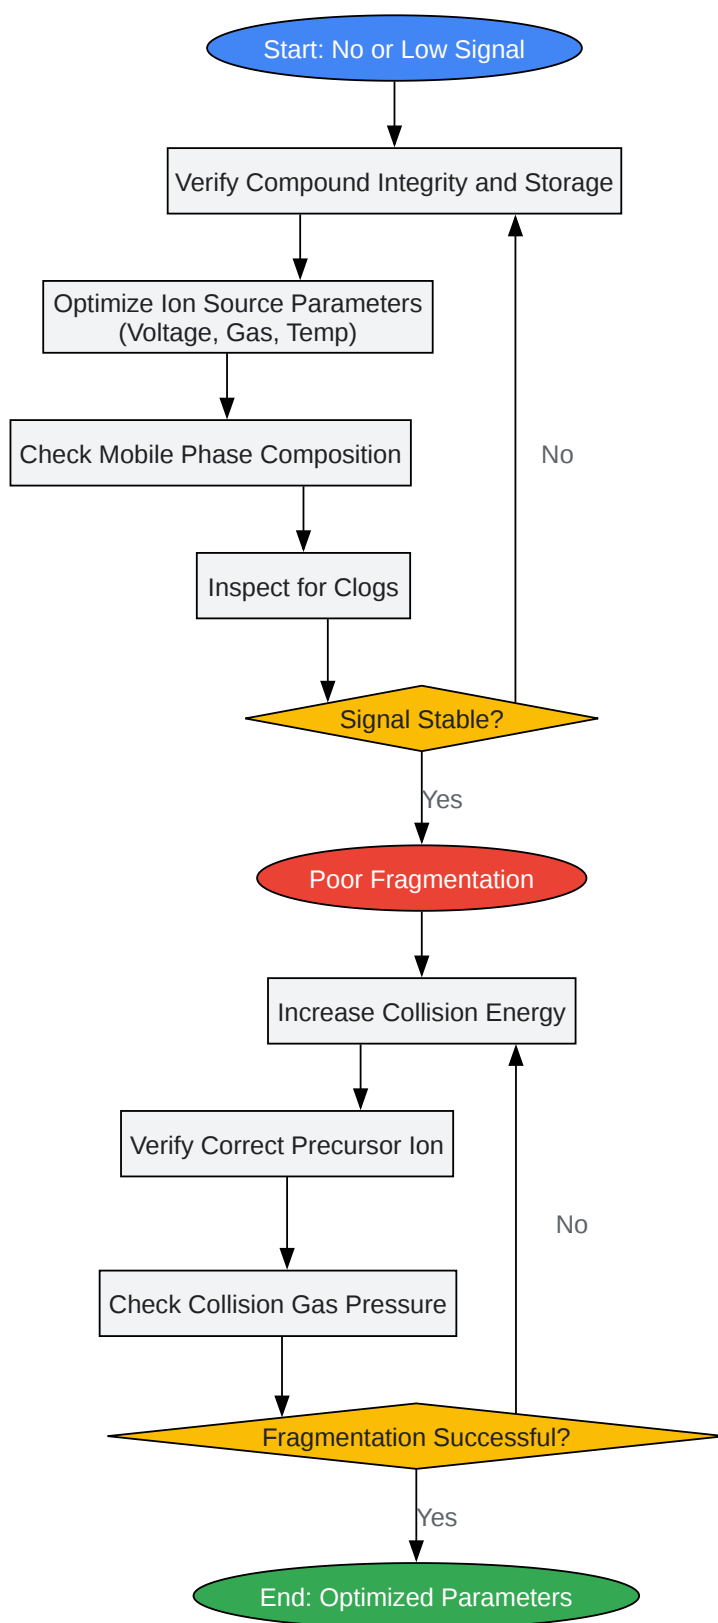 Start: No or Low Signal
Verify Compound Integrity and Storage
Optimize Ion Source Parameters
(Voltage, Gas, Temp)
Check Mobile Phase Composition
No
Inspect for Clogs
Signal Stable?
Yes
Poor Fragmentation
Increase Collision Energy
Verify Correct Precursor Ion
No
Check Collision Gas Pressure
Fragmentation Successful?
Yes
End: Optimized Parameters